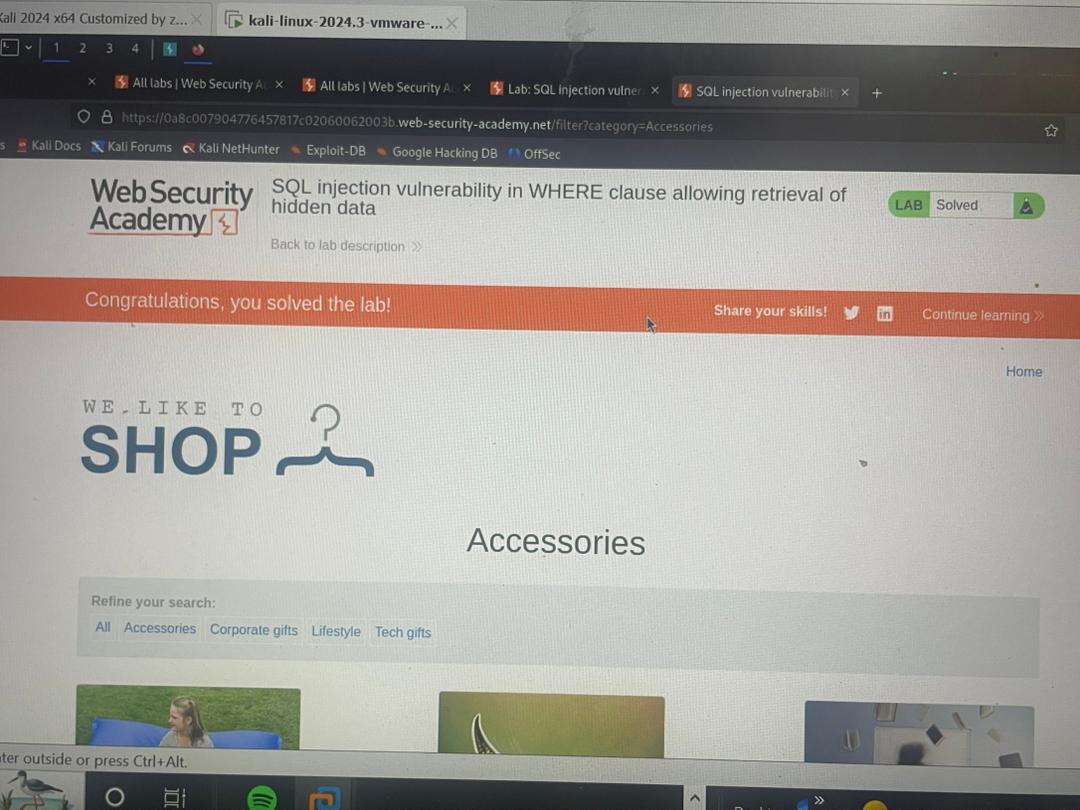 Kali 2024 x64 Customized by z...
kali-linux-2024.3-vmware-...
1 2 3 4
All labs | Web Security A
All labs | Web Security A
Lab: SQL injection vulner
SQL injection vulnerabilit
https://0a8c007904776457817c02060062003b.web-security-academy.net/filter?category=Accessories
Kali Docs Kali Forums Kali NetHunter Exploit-DB Google Hacking DB OffSec
Web Security
Academy
SQL injection vulnerability in WHERE clause allowing retrieval of
hidden data
Back to lab description
LAB Solved
Congratulations, you solved the lab!
Share your skills!
in
Continue learning
Home
WE LIKE TO
SHOP
Accessories
Refine your search:
All Accessories Corporate gifts Lifestyle Tech gifts
outside or press Ctrl+Alt.